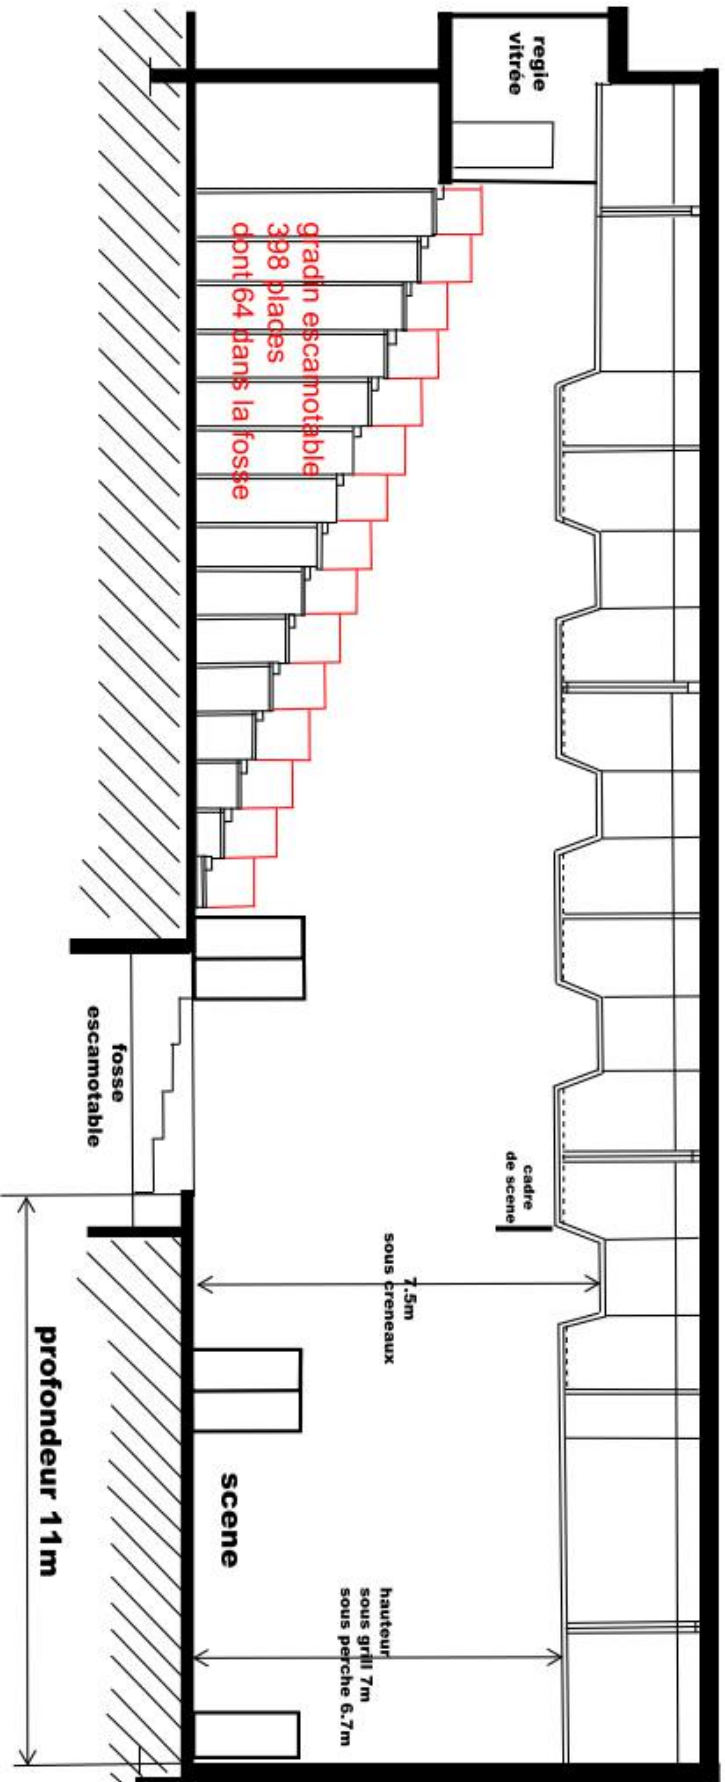 regie
vitrée
gradin escamotable
398 places
dont 64 dans la fosse
fosse
escamotable
cadre
de scene
7.5m
sous creneaux
profondeur 11m
scene
hauteur
sous grill 7m
sous perche 6.7m